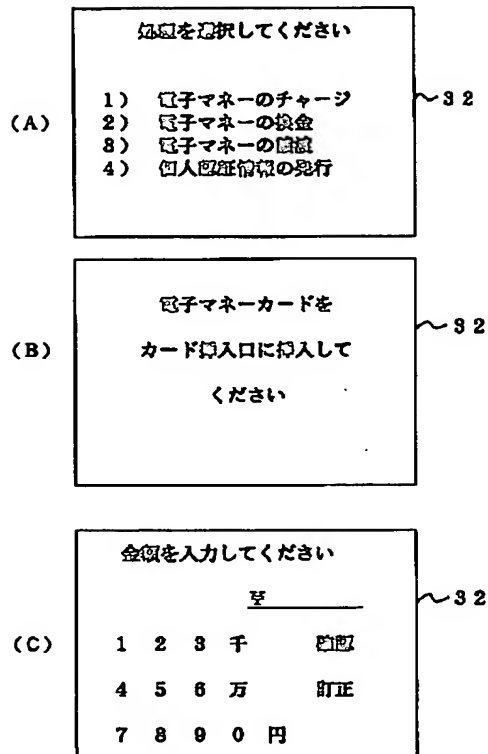 処理を選択してください
(A)
1) 電子マネーのチャージ
2) 電子マネーの換金
3) 電子マネーの
4) 個人認証情報の発行
32
(B)
電子マネーカードを
カード挿入口に挿入して
ください
32
(C)
金額を入力してください
¥
32
1 2 3 千 確認
4 5 6 万 訂正
7 8 9 0 円